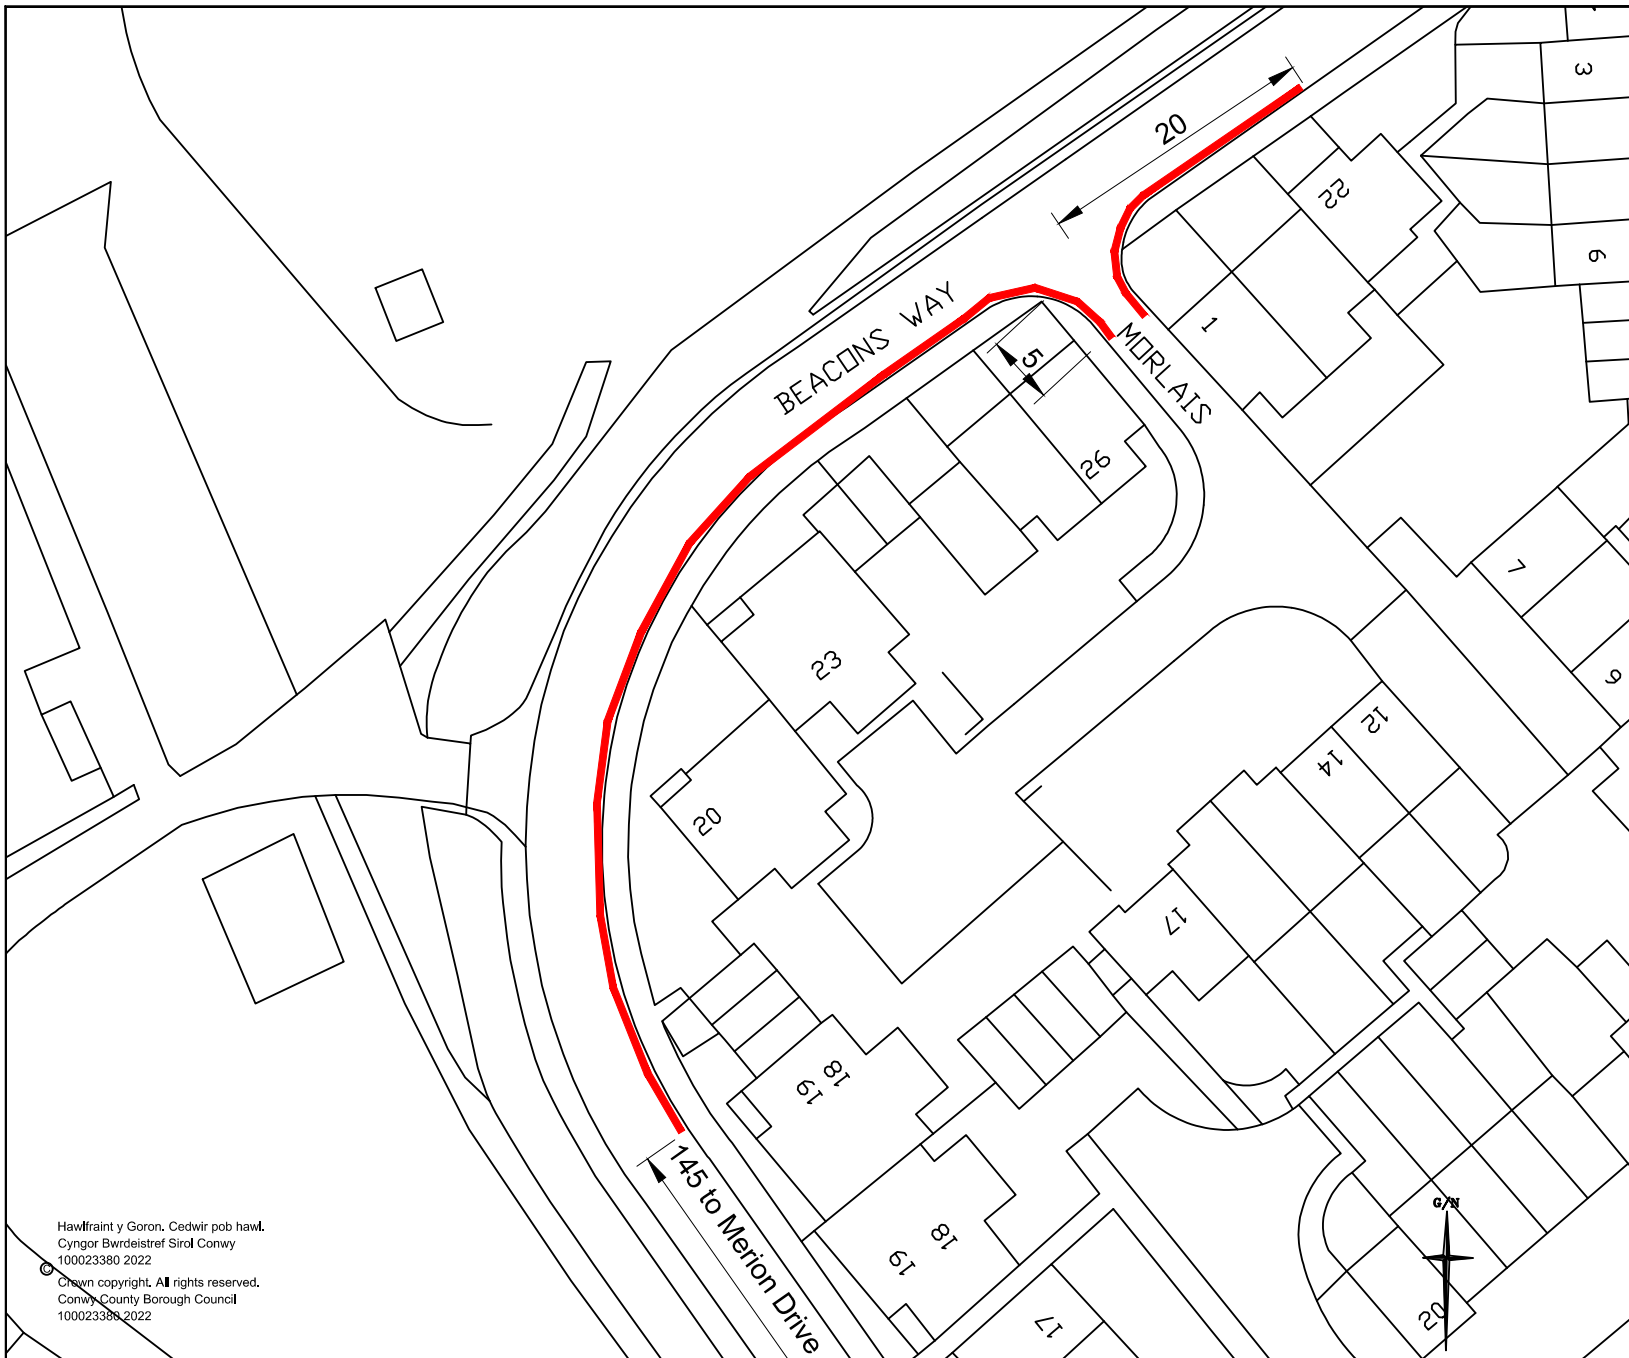 3
20
22
6
BEACONS WAY
1
MORLAIS
5
26
7
23
9
12
14
20
17
18
19
145 to Merion Drive
18
19
17
20
G/N
Hawlfraint y Goron. Cedwir pob hawl.
Cyngor Bwrdeistref Sirol Conwy
100023380 2022
©
Crown copyright. All rights reserved.
Conwy County Borough Council
100023380 2022